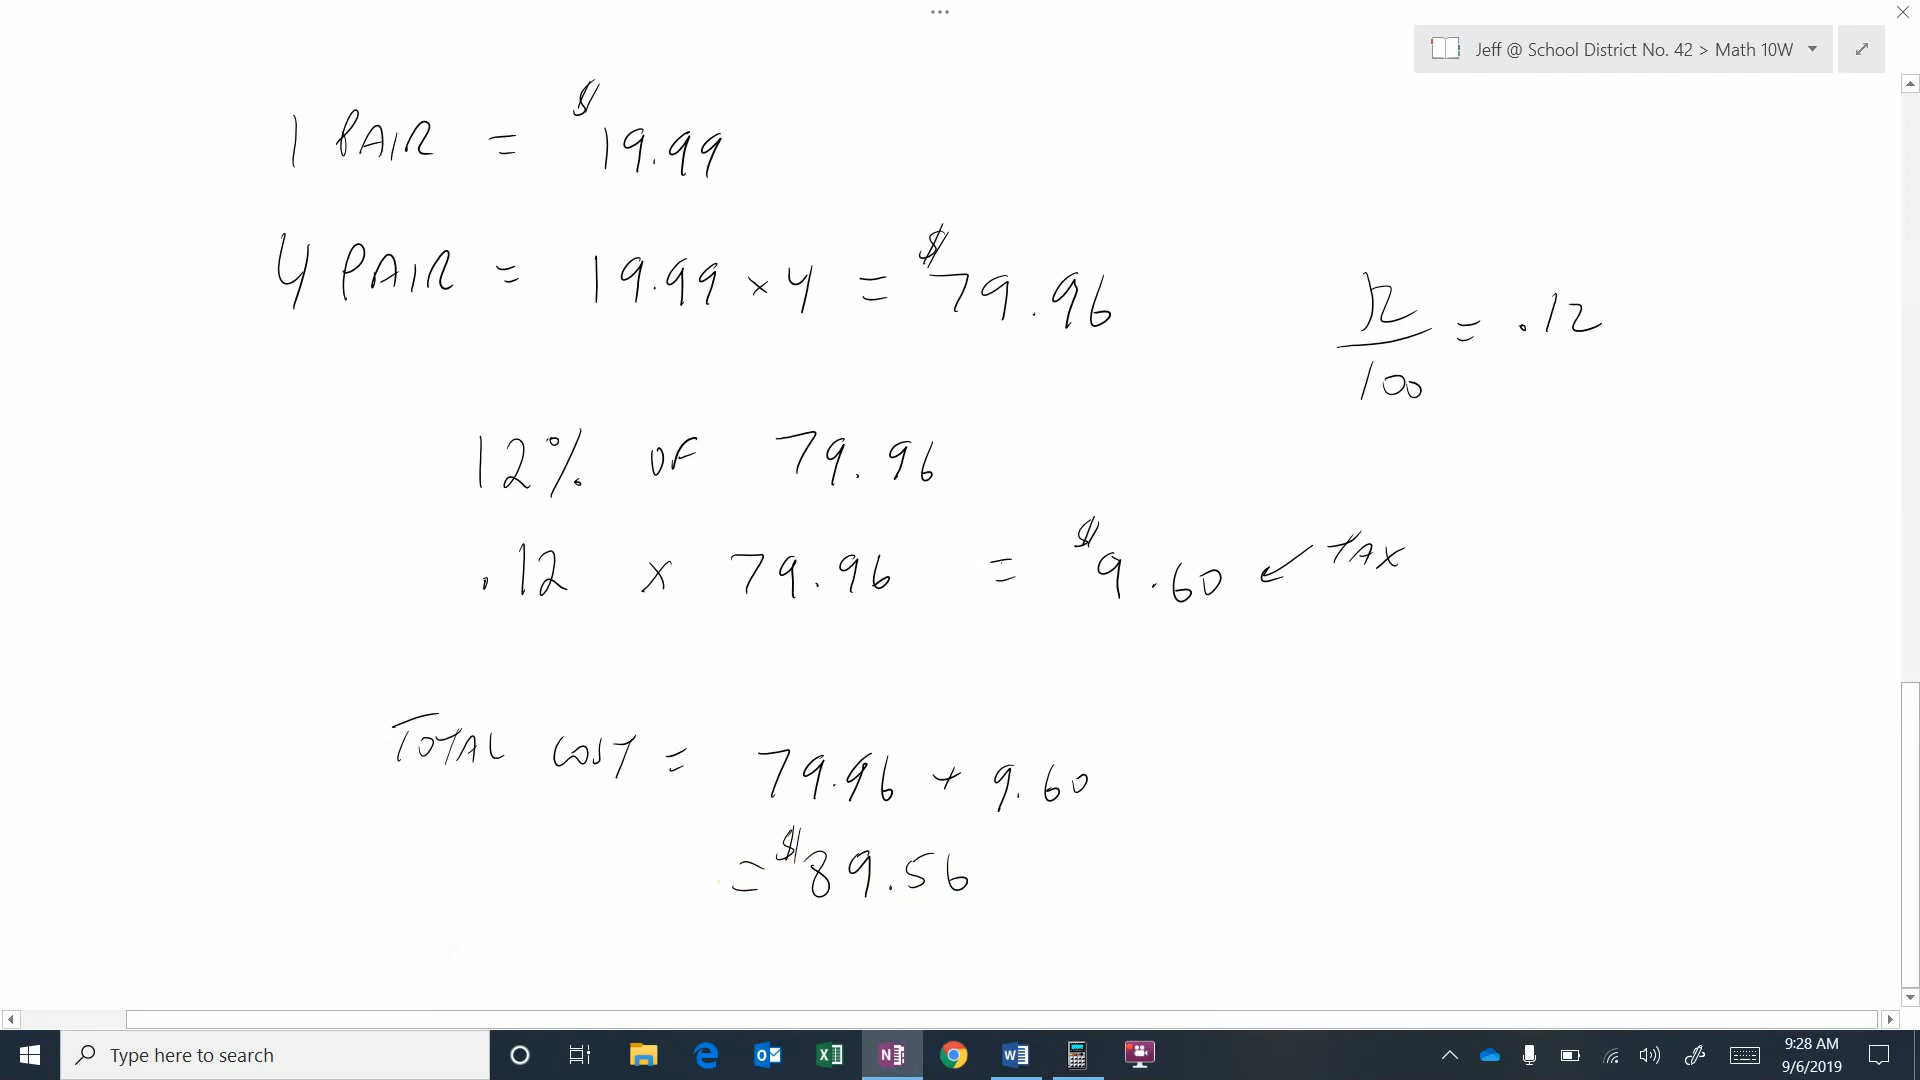 Jeff @ School District No. 42 > Math 10W
1 PAIR = $19.99
4 PAIR = 19.99 × 4 = $79.96
12/100 = .12
12% OF 79.96
.12 × 79.96 = $9.60 ← TAX
TOTAL COST = 79.96 + 9.60
= $89.56
Type here to search
9:28 AM
9/6/2019